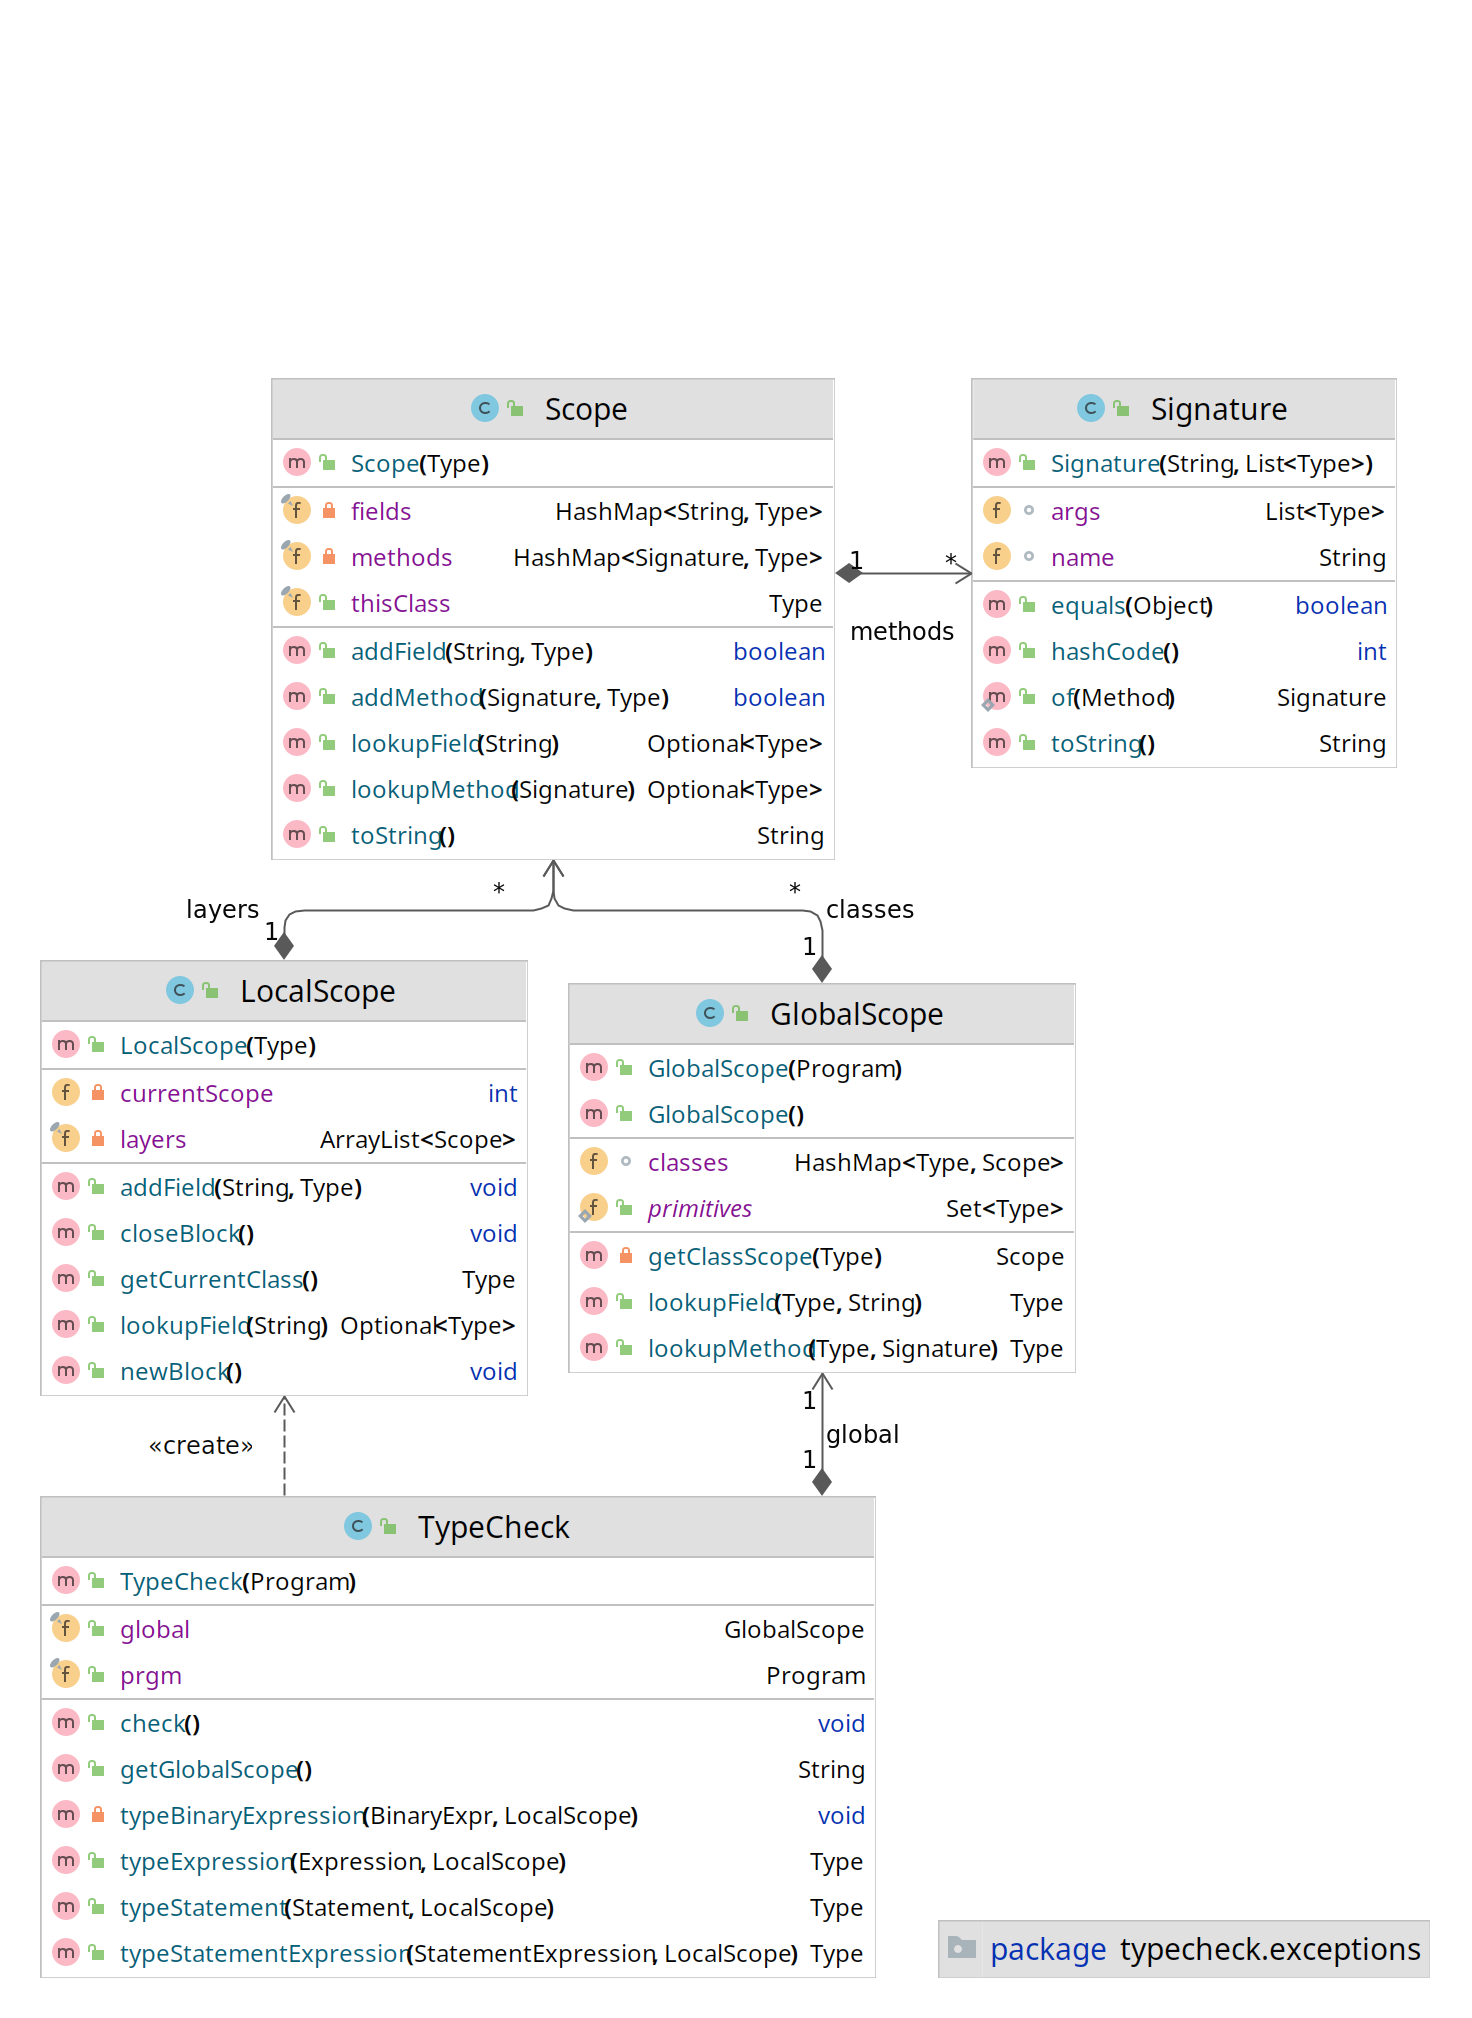 Scope
Scope(Type)
fields HashMap<String, Type>
methods HashMap<Signature, Type>
thisClass Type
addField(String, Type) boolean
addMethod(Signature, Type) boolean
lookupField(String) Optional<Type>
lookupMethod(Signature) Optional<Type>
toString() String
1 *
methods
Signature
Signature(String, List<Type>)
args List<Type>
name String
equals(Object) boolean
hashCode() int
of(Method) Signature
toString() String
* *
layers classes
1 1
LocalScope
LocalScope(Type)
currentScope int
layers ArrayList<Scope>
addField(String, Type) void
closeBlock() void
getCurrentClass() Type
lookupField(String) Optional<Type>
newBlock() void
GlobalScope
GlobalScope(Program)
GlobalScope()
classes HashMap<Type, Scope>
primitives Set<Type>
getClassScope(Type) Scope
lookupField(Type, String) Type
lookupMethod(Type, Signature) Type
«create»
1
global
1
TypeCheck
TypeCheck(Program)
global GlobalScope
prgm Program
check() void
getGlobalScope() String
typeBinaryExpression(BinaryExpr, LocalScope) void
typeExpression(Expression, LocalScope) Type
typeStatement(Statement, LocalScope) Type
typeStatementExpression(StatementExpression, LocalScope) Type
package typecheck.exceptions